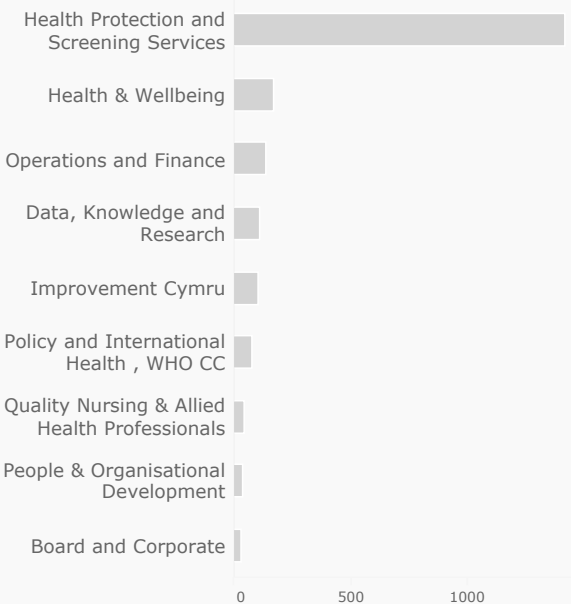 Health Protection and
Screening Services
Health & Wellbeing
Operations and Finance
Data, Knowledge and
Research
Improvement Cymru
Policy and International
Health , WHO CC
Quality Nursing & Allied
Health Professionals
People & Organisational
Development
Board and Corporate
0 500 1000